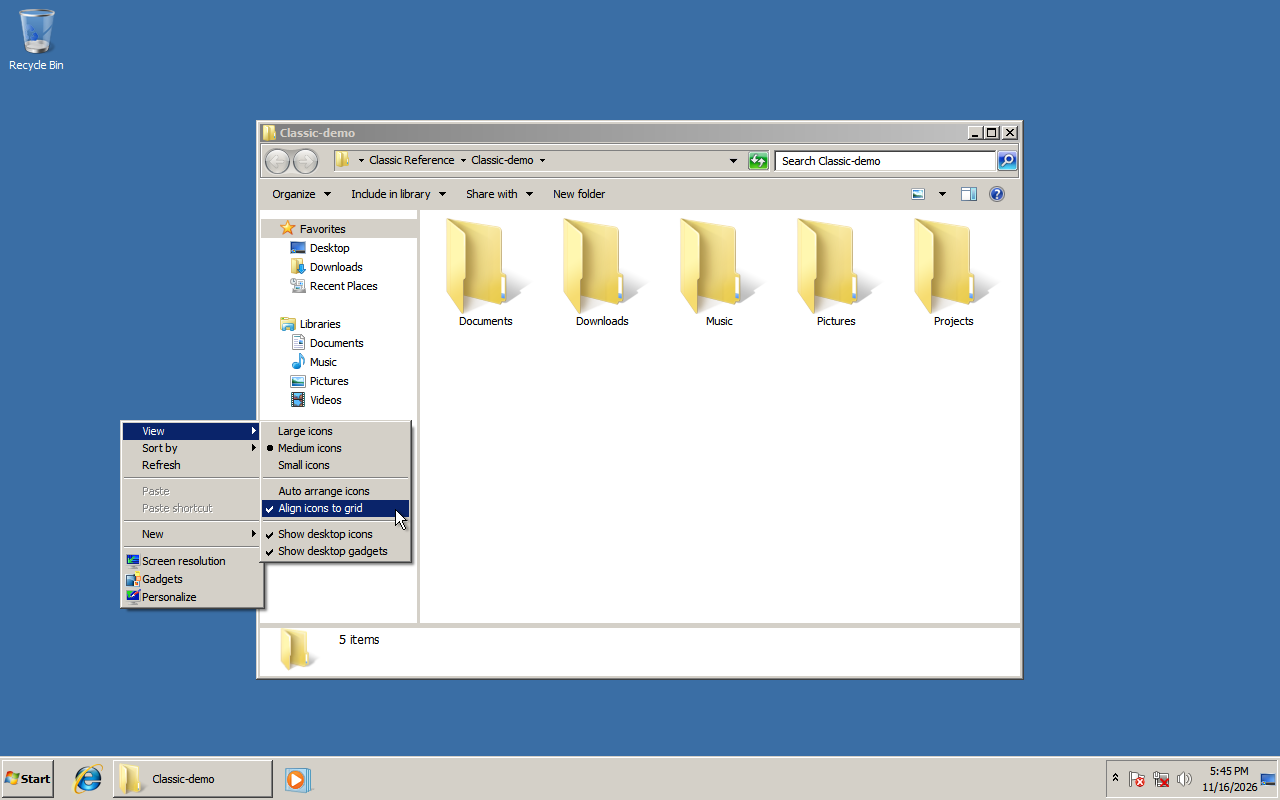 Recycle Bin
Classic-demo
Classic Reference Classic-demo
Search Classic-demo
Organize Include in library Share with New folder
Favorites
Desktop
Downloads
Recent Places
Libraries
Documents
Music
Pictures
Videos
Documents Downloads Music Pictures Projects
View
Sort by
Refresh
Paste
Paste shortcut
New
Screen resolution
Gadgets
Personalize
Large icons
Medium icons
Small icons
Auto arrange icons
Align icons to grid
Show desktop icons
Show desktop gadgets
5 items
Start
Classic-demo
5:45 PM
11/16/2026